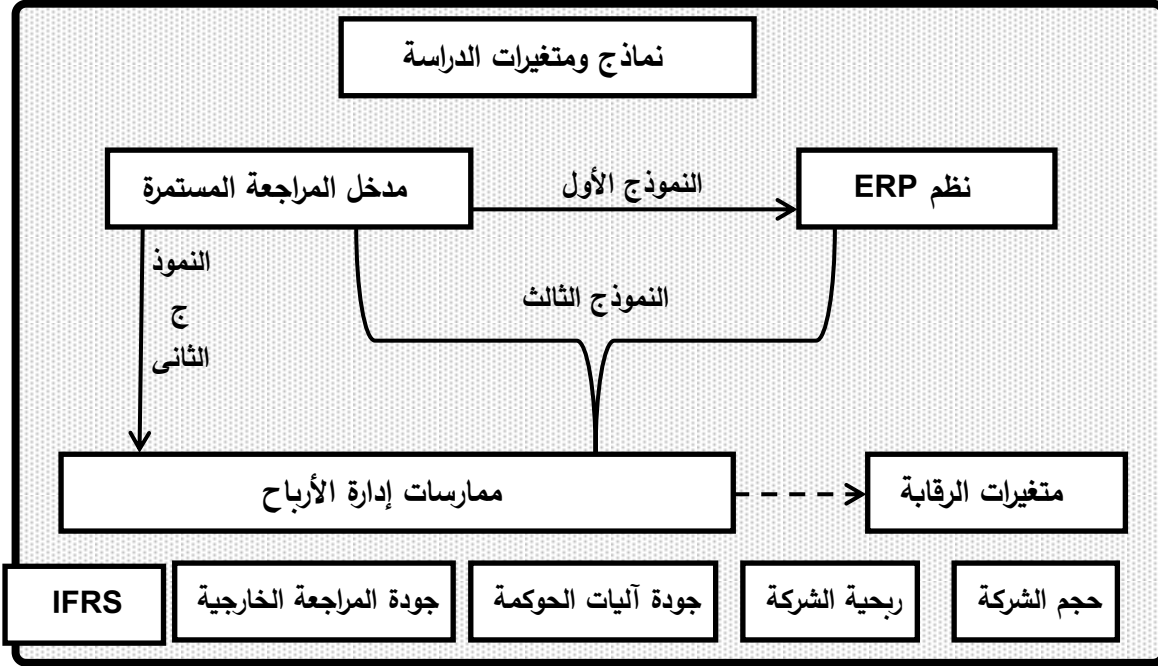 نماذج ومتغيرات الدراسة
نظم ERP
النموذج الأول
مدخل المراجعة المستمرة
النموذ
ج
الثانى
النموذج الثالث
متغيرات الرقابة
ممارسات إدارة الأرباح
حجم الشركة
ربحية الشركة
جودة آليات الحوكمة
جودة المراجعة الخارجية
IFRS